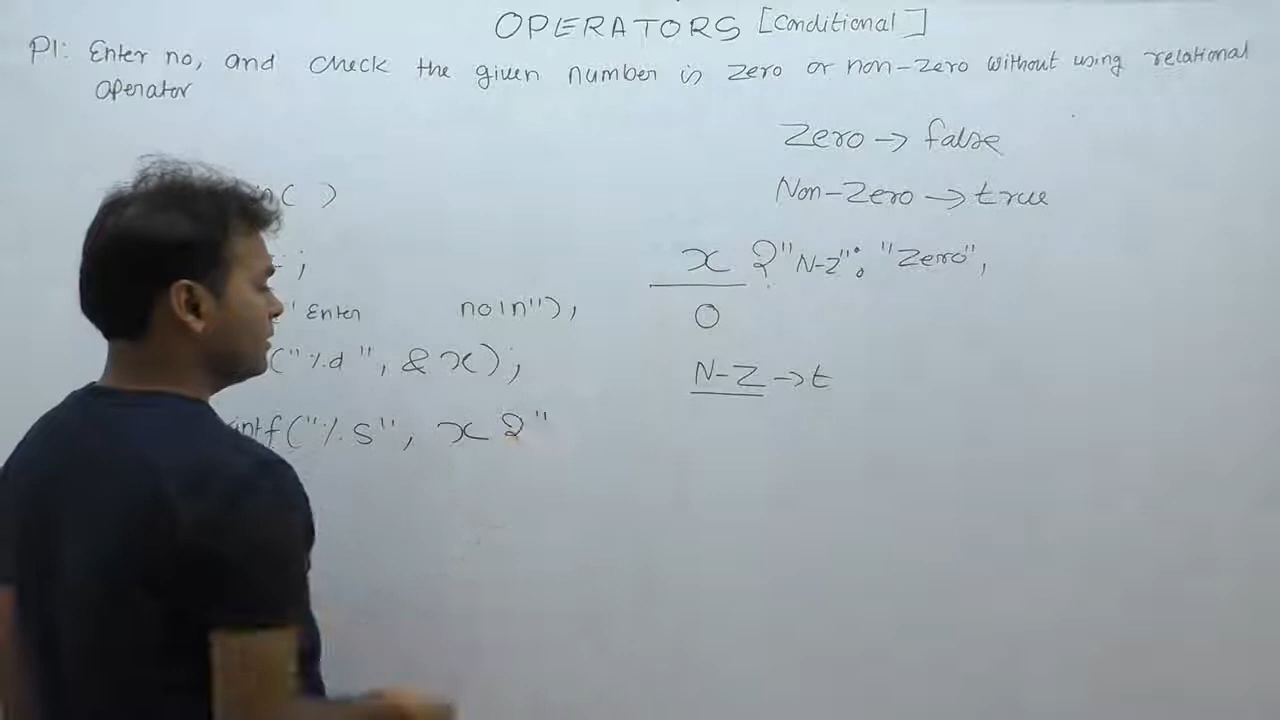 OPERATORS [Conditional]
P1: Enter no, and check the given number is zero or non-zero without using relational
operator
Zero → false
n( )
Non-Zero → true
;
x ? "N-Z" : "Zero",
"Enter no\n");
0
("%d", &x);
N-Z → t
intf("%s", x ? "